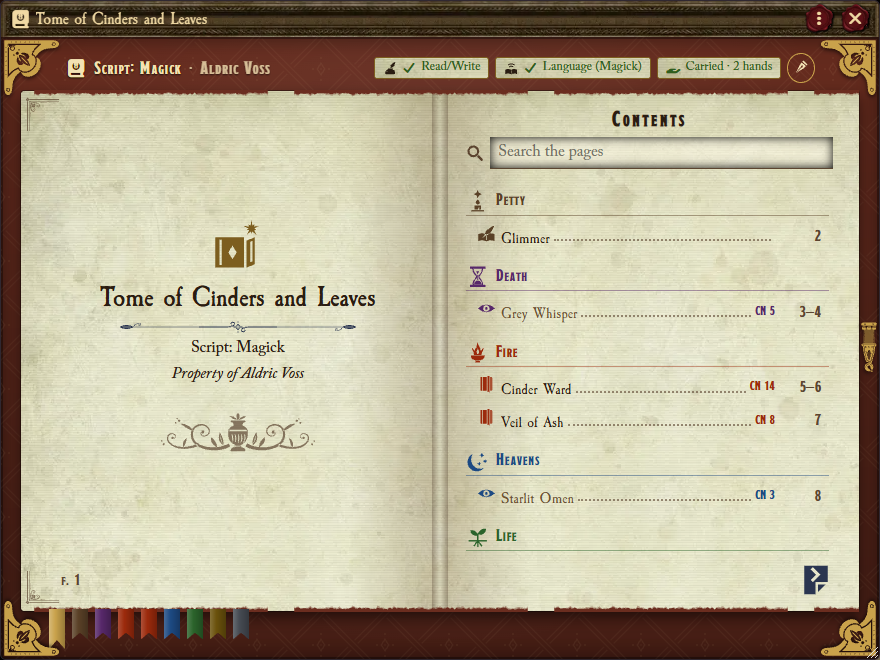 Tome of Cinders and Leaves
Script: Magick · Aldric Voss
Read/Write
Language (Magick)
Carried · 2 hands
Tome of Cinders and Leaves
Script: Magick
Property of Aldric Voss
F. 1
Contents
Search the pages
Petty
Glimmer 2
Death
Grey Whisper CN 5 3–4
Fire
Cinder Ward CN 14 5–6
Veil of Ash CN 8 7
Heavens
Starlit Omen CN 3 8
Life